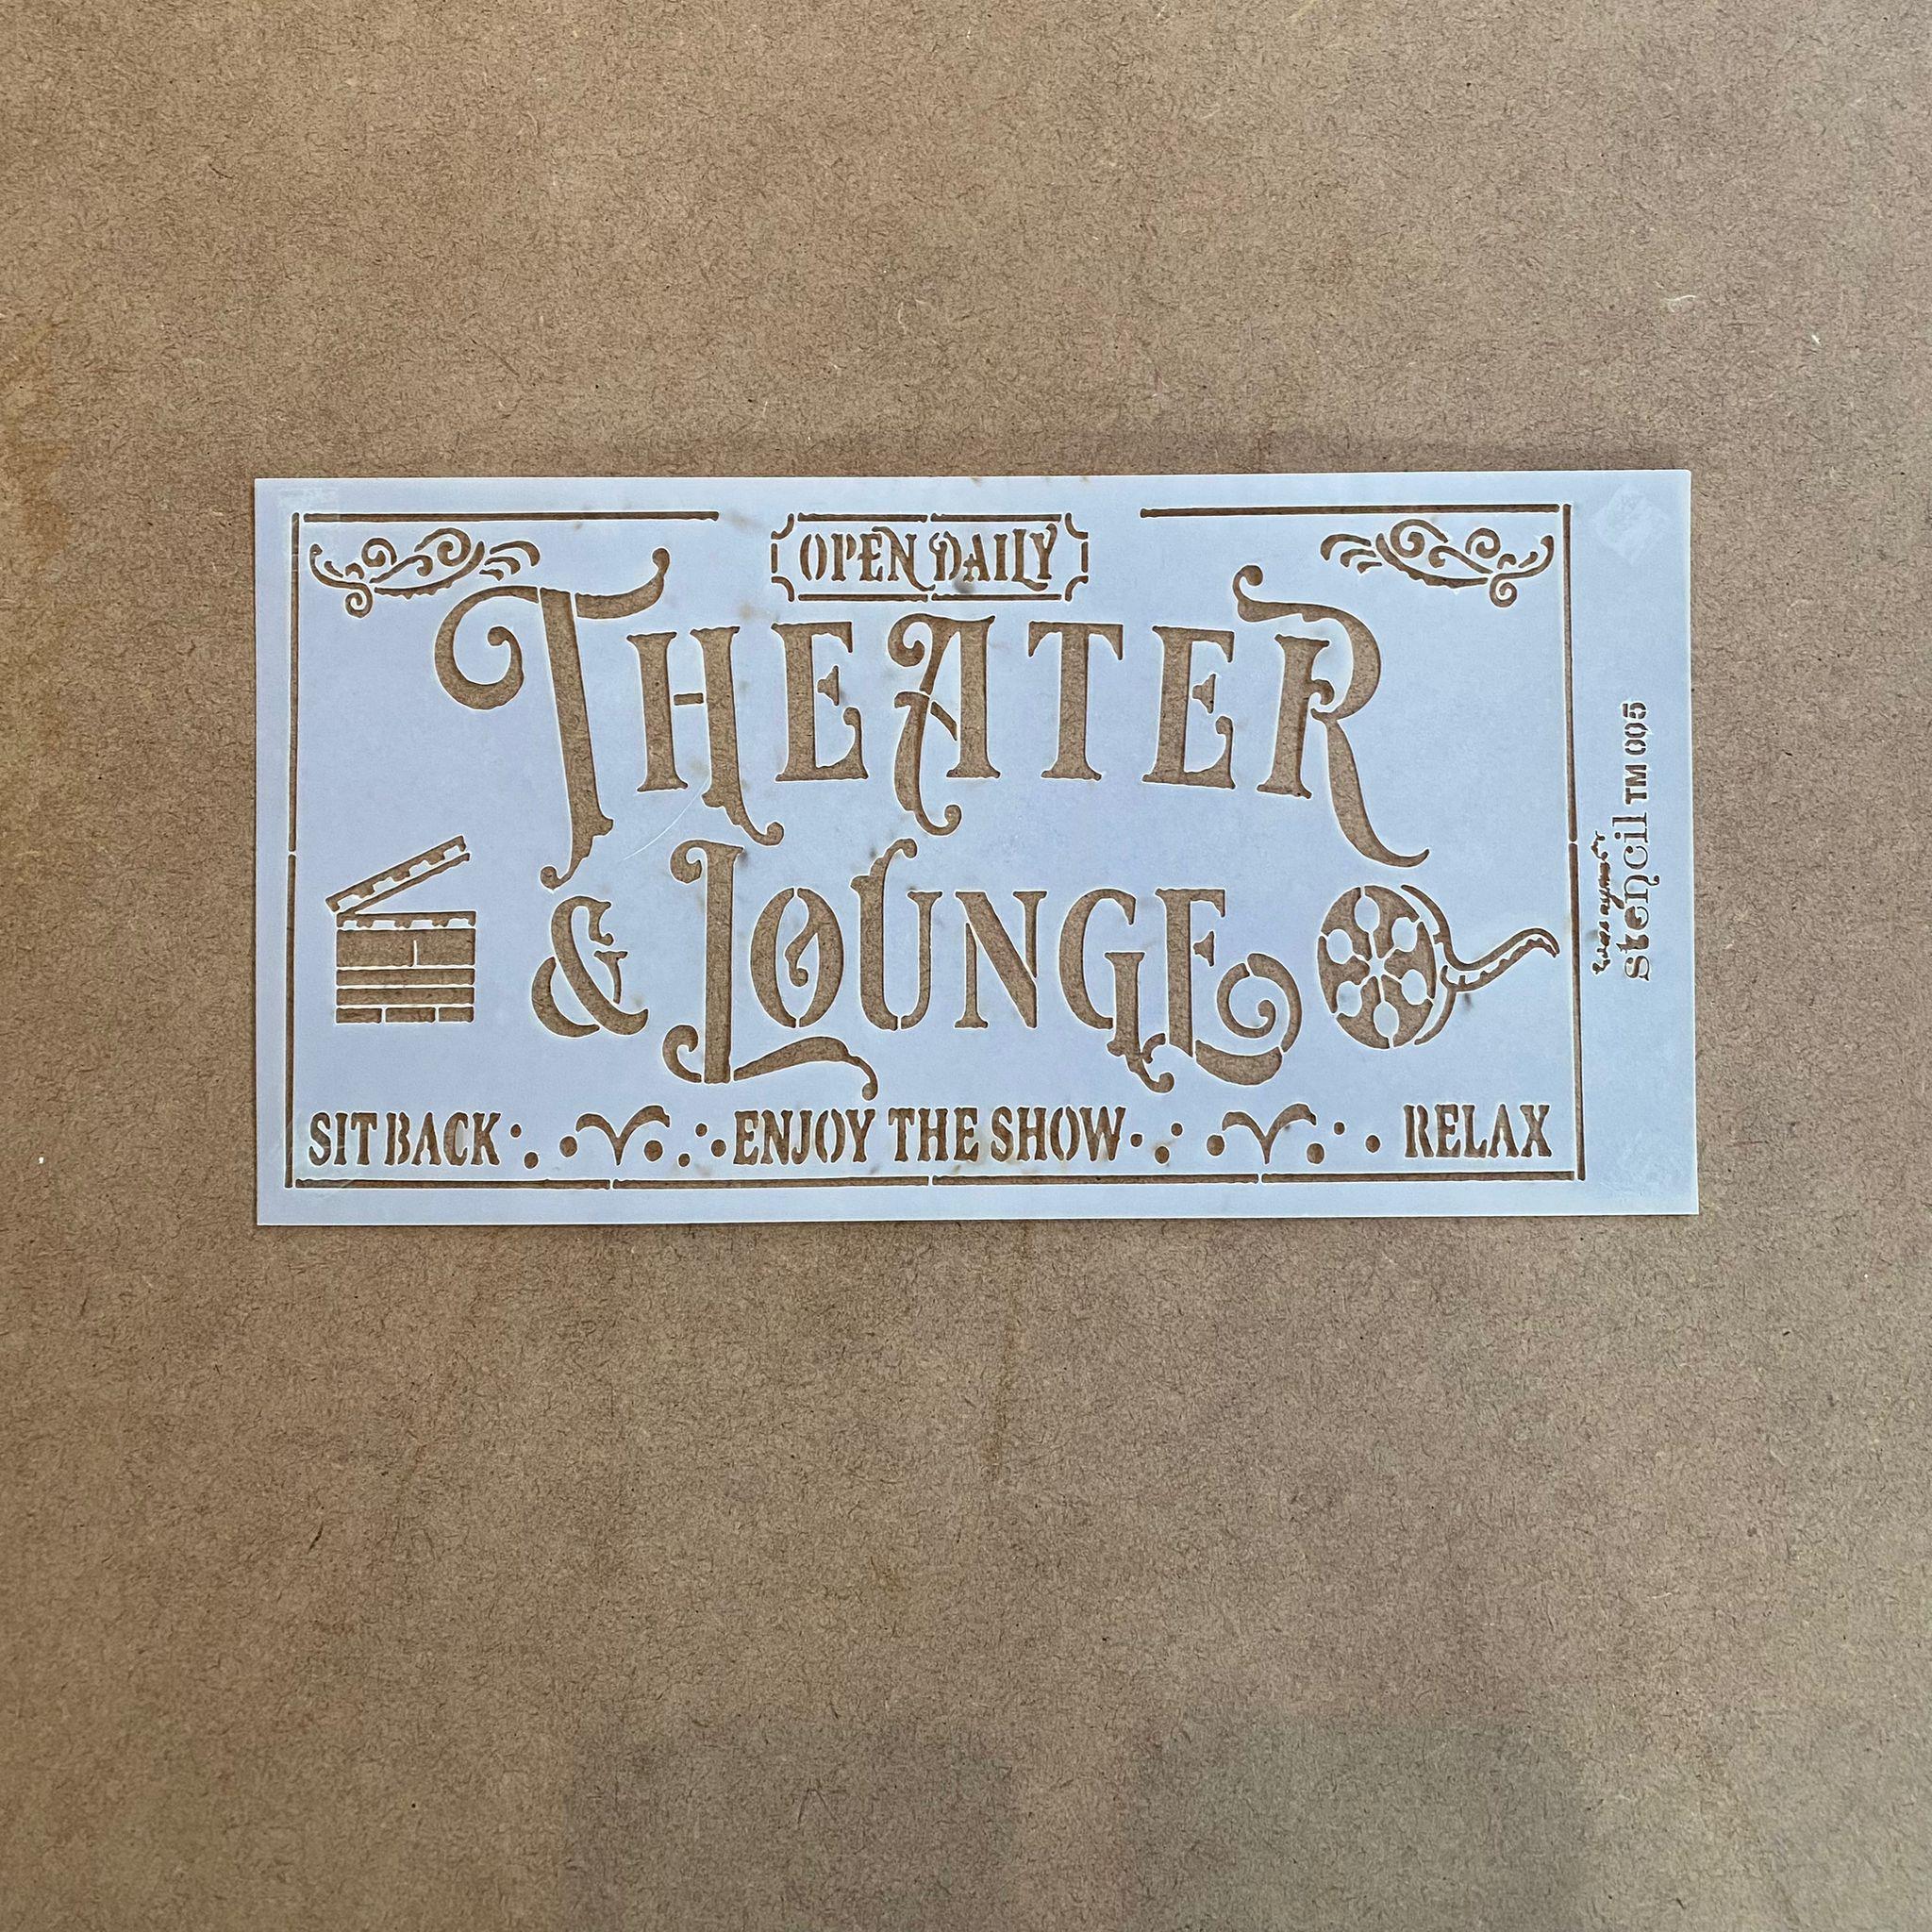 OPEN DAILY
THEATER
& LOUNGE
SIT BACK ENJOY THE SHOW RELAX
stencil TM 005